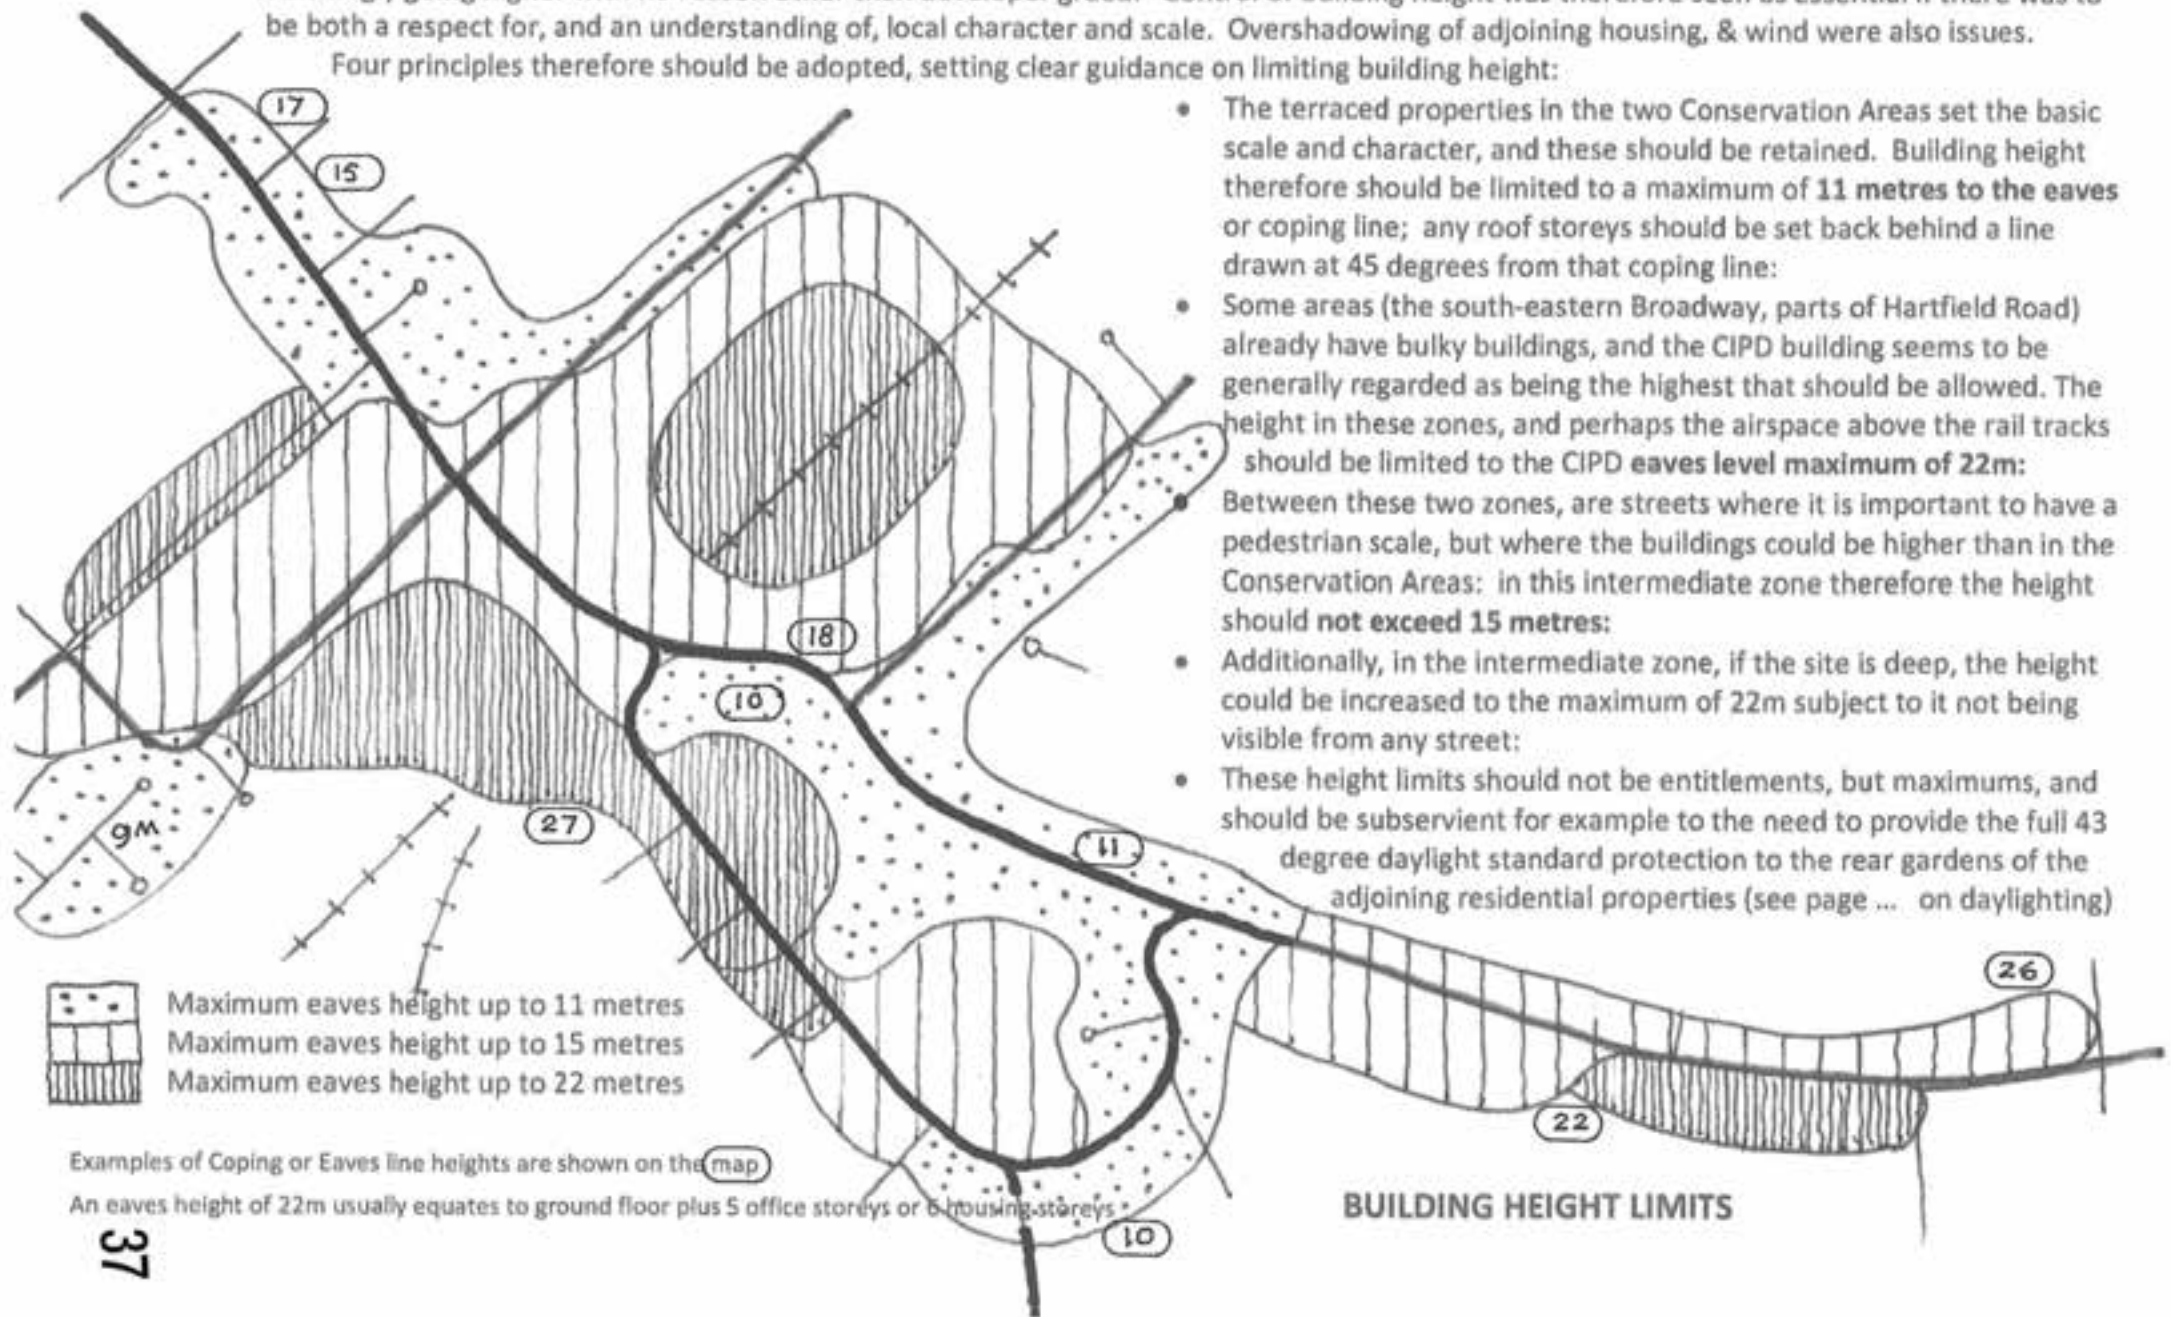 be both a respect for, and an understanding of, local character and scale. Overshadowing of adjoining housing, & wind were also issues.
Four principles therefore should be adopted, setting clear guidance on limiting building height:
• The terraced properties in the two Conservation Areas set the basic
scale and character, and these should be retained. Building height
therefore should be limited to a maximum of 11 metres to the eaves
or coping line; any roof storeys should be set back behind a line
drawn at 45 degrees from that coping line:
• Some areas (the south-eastern Broadway, parts of Hartfield Road)
already have bulky buildings, and the CIPD building seems to be
generally regarded as being the highest that should be allowed. The
height in these zones, and perhaps the airspace above the rail tracks
should be limited to the CIPD eaves level maximum of 22m:
• Between these two zones, are streets where it is important to have a
pedestrian scale, but where the buildings could be higher than in the
Conservation Areas: in this intermediate zone therefore the height
should not exceed 15 metres:
• Additionally, in the intermediate zone, if the site is deep, the height
could be increased to the maximum of 22m subject to it not being
visible from any street:
• These height limits should not be entitlements, but maximums, and
should be subservient for example to the need to provide the full 43
degree daylight standard protection to the rear gardens of the
adjoining residential properties (see page ... on daylighting)
17
15
18
10
11
27
26
22
10
Maximum eaves height up to 11 metres
Maximum eaves height up to 15 metres
Maximum eaves height up to 22 metres
Examples of Coping or Eaves line heights are shown on the map
An eaves height of 22m usually equates to ground floor plus 5 office storeys or 6 housing storeys
BUILDING HEIGHT LIMITS
37